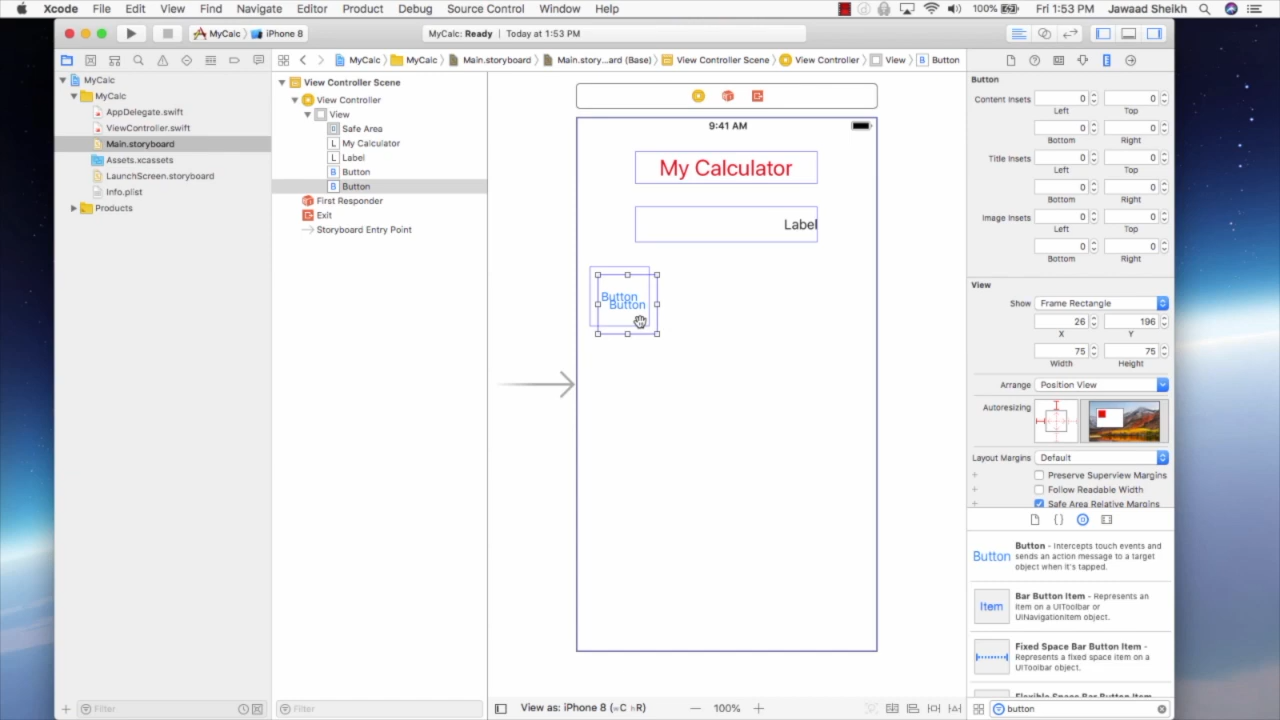 Xcode File Edit View Find Navigate Editor Product Debug Source Control Window Help 100% Fri 1:53 PM Jawaad Sheikh
MyCalc iPhone 8 MyCalc: Ready | Today at 1:53 PM
MyCalc MyCalc Main.storyboard Main.story...ard (Base) View Controller Scene View Controller View Button
MyCalc
MyCalc
AppDelegate.swift
ViewController.swift
Main.storyboard
Assets.xcassets
LaunchScreen.storyboard
Info.plist
Products
Filter
View Controller Scene
View Controller
View
Safe Area
L My Calculator
L Label
B Button
B Button
First Responder
Exit
Storyboard Entry Point
Filter
9:41 AM
My Calculator
Label
Button
Button
View as: iPhone 8 (wC hR) 100%
Button
Content Insets 0 0
Left Top
0 0
Bottom Right
Title Insets 0 0
Left Top
0 0
Bottom Right
Image Insets 0 0
Left Top
0 0
Bottom Right
View
Show Frame Rectangle
26 196
X Y
75 75
Width Height
Arrange Position View
Autoresizing
Layout Margins Default
Preserve Superview Margins
Follow Readable Width
Safe Area Relative Margins
Button
Button - Intercepts touch events and
sends an action message to a target
object when it's tapped.
Item
Bar Button Item - Represents an
item on a UIToolbar or
UINavigationItem object.
Fixed Space Bar Button Item -
Represents a fixed space item on a
UIToolbar object.
Flexible Space Bar Button Item
button